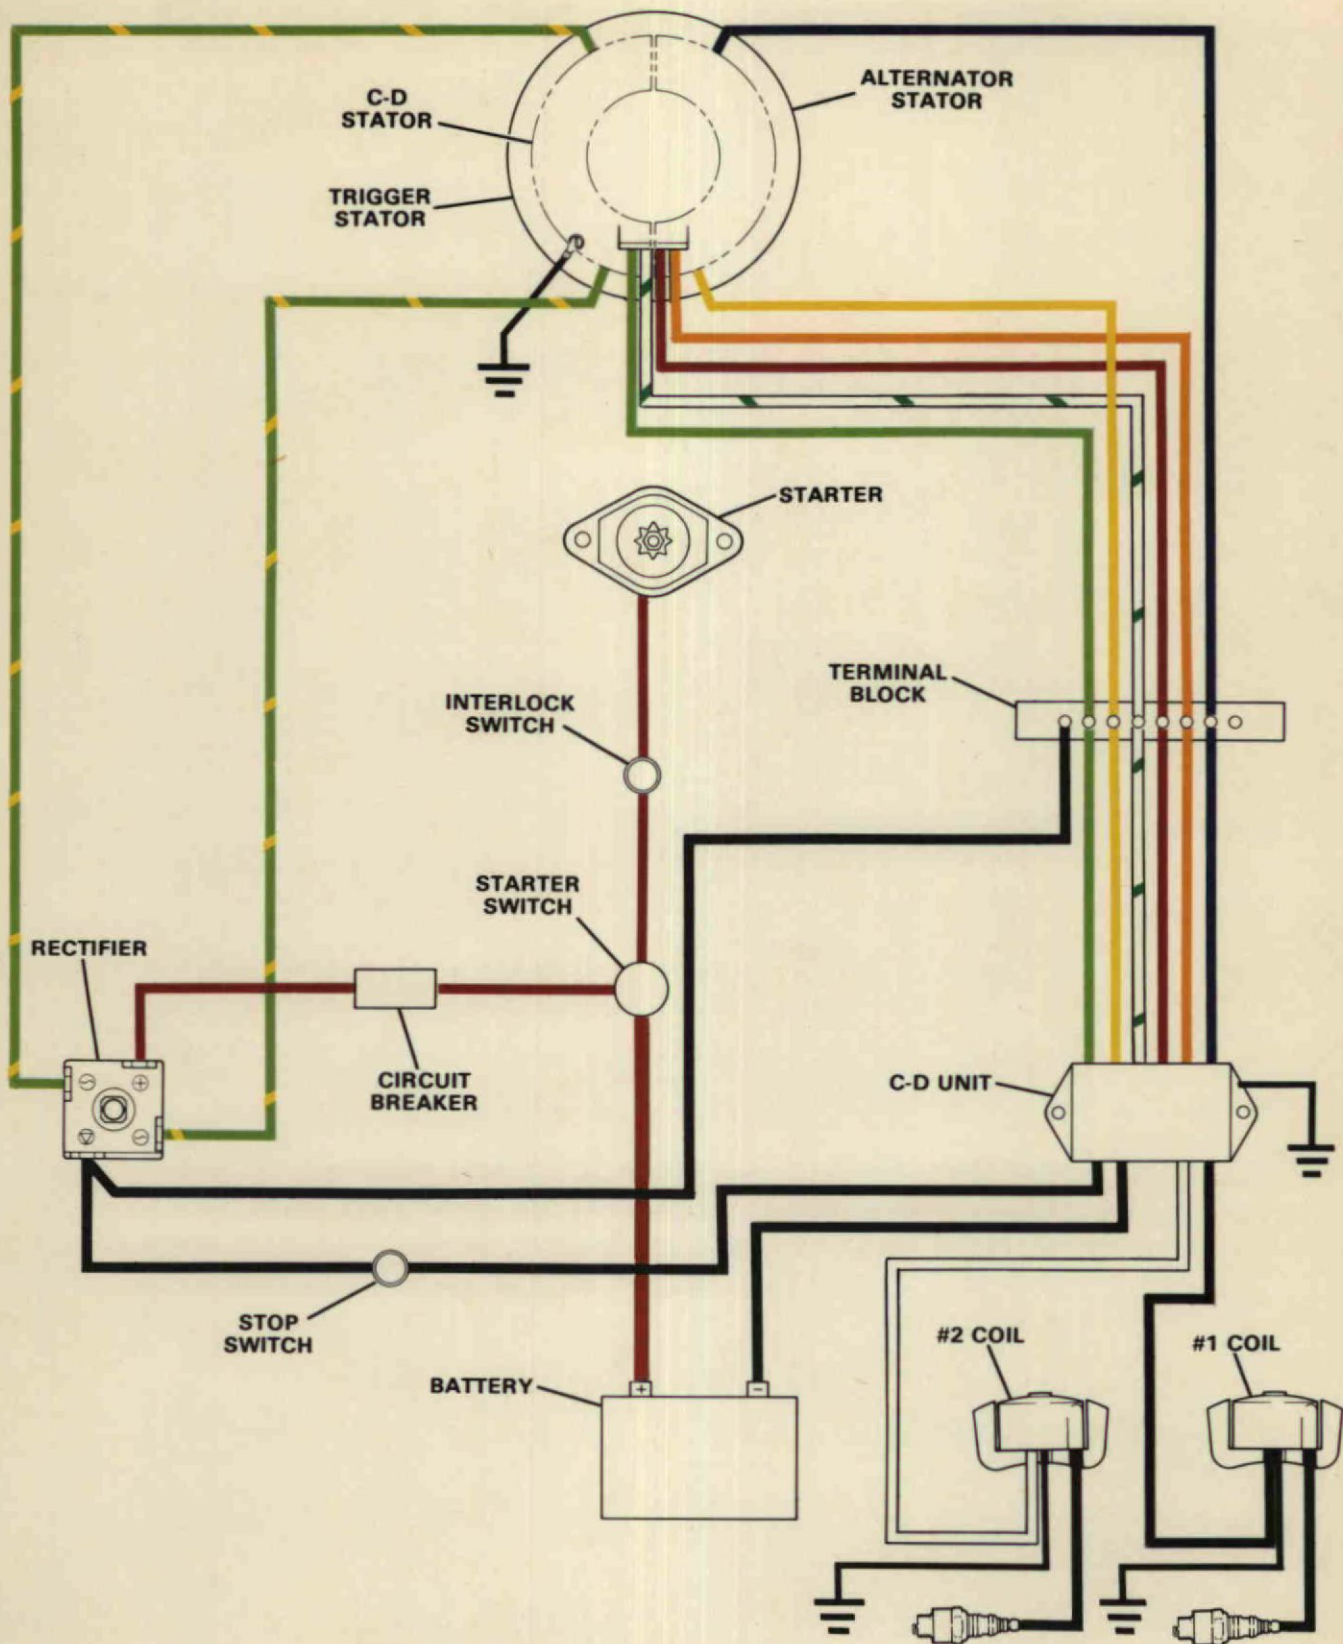 C-D
STATOR
ALTERNATOR
STATOR
TRIGGER
STATOR
STARTER
TERMINAL
BLOCK
INTERLOCK
SWITCH
STARTER
SWITCH
RECTIFIER
+
CIRCUIT
BREAKER
C-D UNIT
STOP
SWITCH
#2 COIL
#1 COIL
BATTERY
+
-